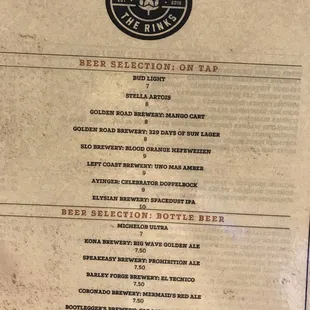 THE RINKS
BEER SELECTION: ON TAP
BUD LIGHT
7
STELLA ARTOIS
8
GOLDEN ROAD BREWERY: MANGO CART
8
GOLDEN ROAD BREWERY: 329 DAYS OF SUN LAGER
8
SLO BREWERY: BLOOD ORANGE HEFEWEIZEN
9
LEFT COAST BREWERY: UNO MAS AMBER
9
AYINGER: CELEBRATOR DOPPELBOCK
9
ELYSIAN BREWERY: SPACEDUST IPA
10
BEER SELECTION: BOTTLE BEER
MICHELOB ULTRA
7
KONA BREWERY: BIG WAVE GOLDEN ALE
7.50
SPEAKEASY BREWERY: PROHIBITION ALE
7.50
BARLEY FORGE BREWERY: EL TECNICO
7.50
CORONADO BREWERY: MERMAID'S RED ALE
7.50
BOOTLEGGER'S